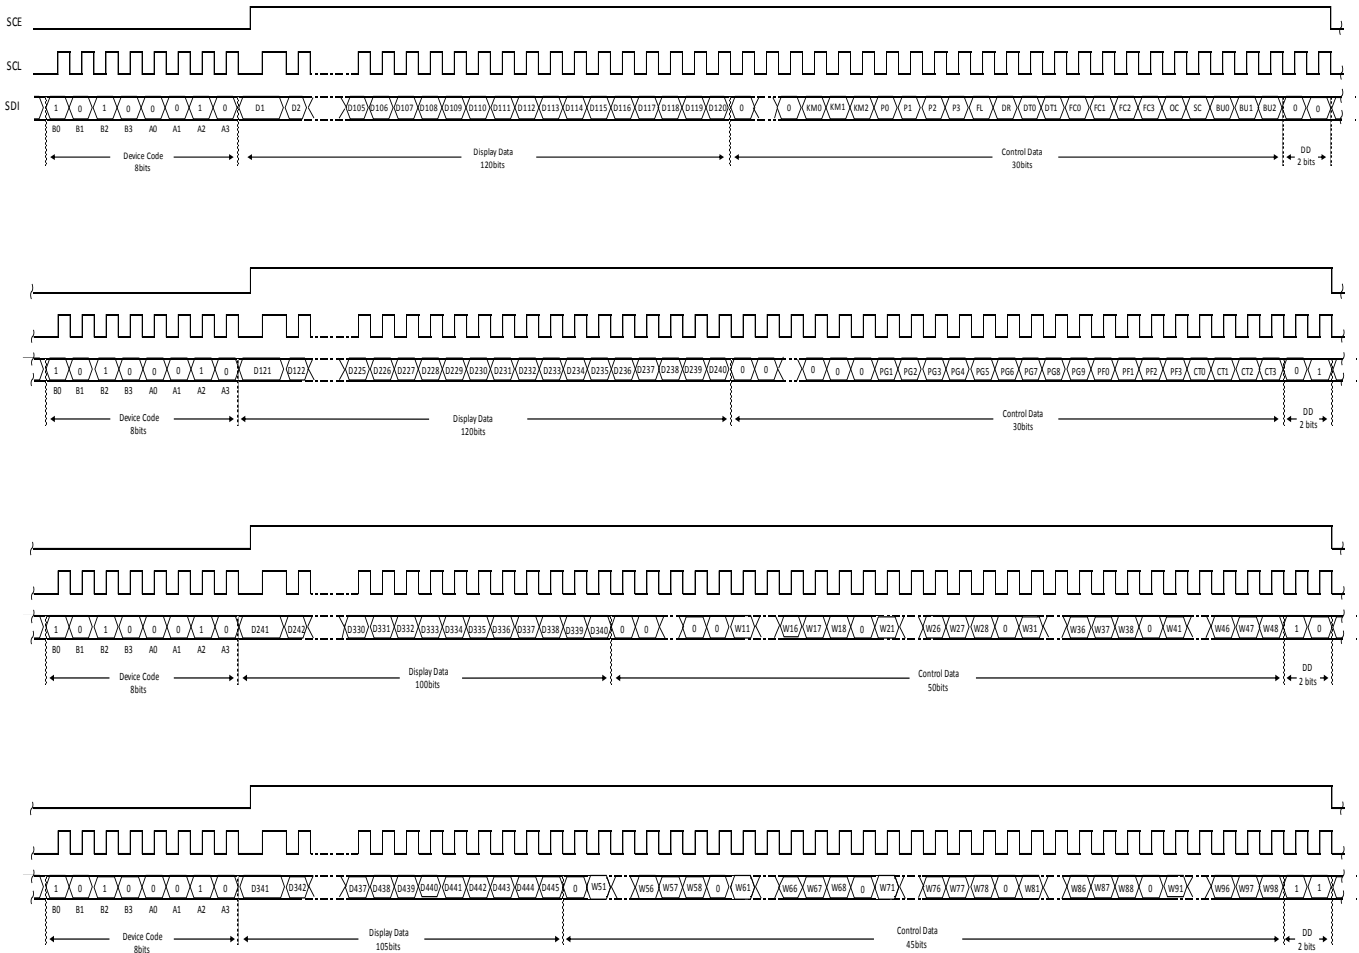 SCE
SCL
SDI 1 0 1 0 0 0 1 0 D1 D2 D105 D106 D107 D108 D109 D110 D111 D112 D113 D114 D115 D116 D117 D118 D119 D120 0 0 KM0 KM1 KM2 P0 P1 P2 P3 FL DR DT0 DT1 FC0 FC1 FC2 FC3 OC SC BU0 BU1 BU2 0 0
B0 B1 B2 B3 A0 A1 A2 A3
Device Code Display Data Control Data DD
8bits 120bits 30bits 2 bits
1 0 1 0 0 0 1 0 D121 D122 D225 D226 D227 D228 D229 D230 D231 D232 D233 D234 D235 D236 D237 D238 D239 D240 0 0 0 0 0 PG1 PG2 PG3 PG4 PG5 PG6 PG7 PG8 PG9 PF0 PF1 PF2 PF3 CT0 CT1 CT2 CT3 0 1
B0 B1 B2 B3 A0 A1 A2 A3
Device Code Display Data Control Data DD
8bits 120bits 30bits 2 bits
1 0 1 0 0 0 1 0 D241 D242 D330 D331 D332 D333 D334 D335 D336 D337 D338 D339 D340 0 0 0 0 W11 W16 W17 W18 0 W21 W26 W27 W28 0 W31 W36 W37 W38 0 W41 W46 W47 W48 1 0
B0 B1 B2 B3 A0 A1 A2 A3
Device Code Display Data Control Data DD
8bits 100bits 50bits 2 bits
1 0 1 0 0 0 1 0 D341 D342 D437 D438 D439 D440 D441 D442 D443 D444 D445 0 W51 W56 W57 W58 0 W61 W66 W67 W68 0 W71 W76 W77 W78 0 W81 W86 W87 W88 0 W91 W96 W97 W98 1 1
B0 B1 B2 B3 A0 A1 A2 A3
Device Code Display Data Control Data DD
8bits 105bits 45bits 2 bits